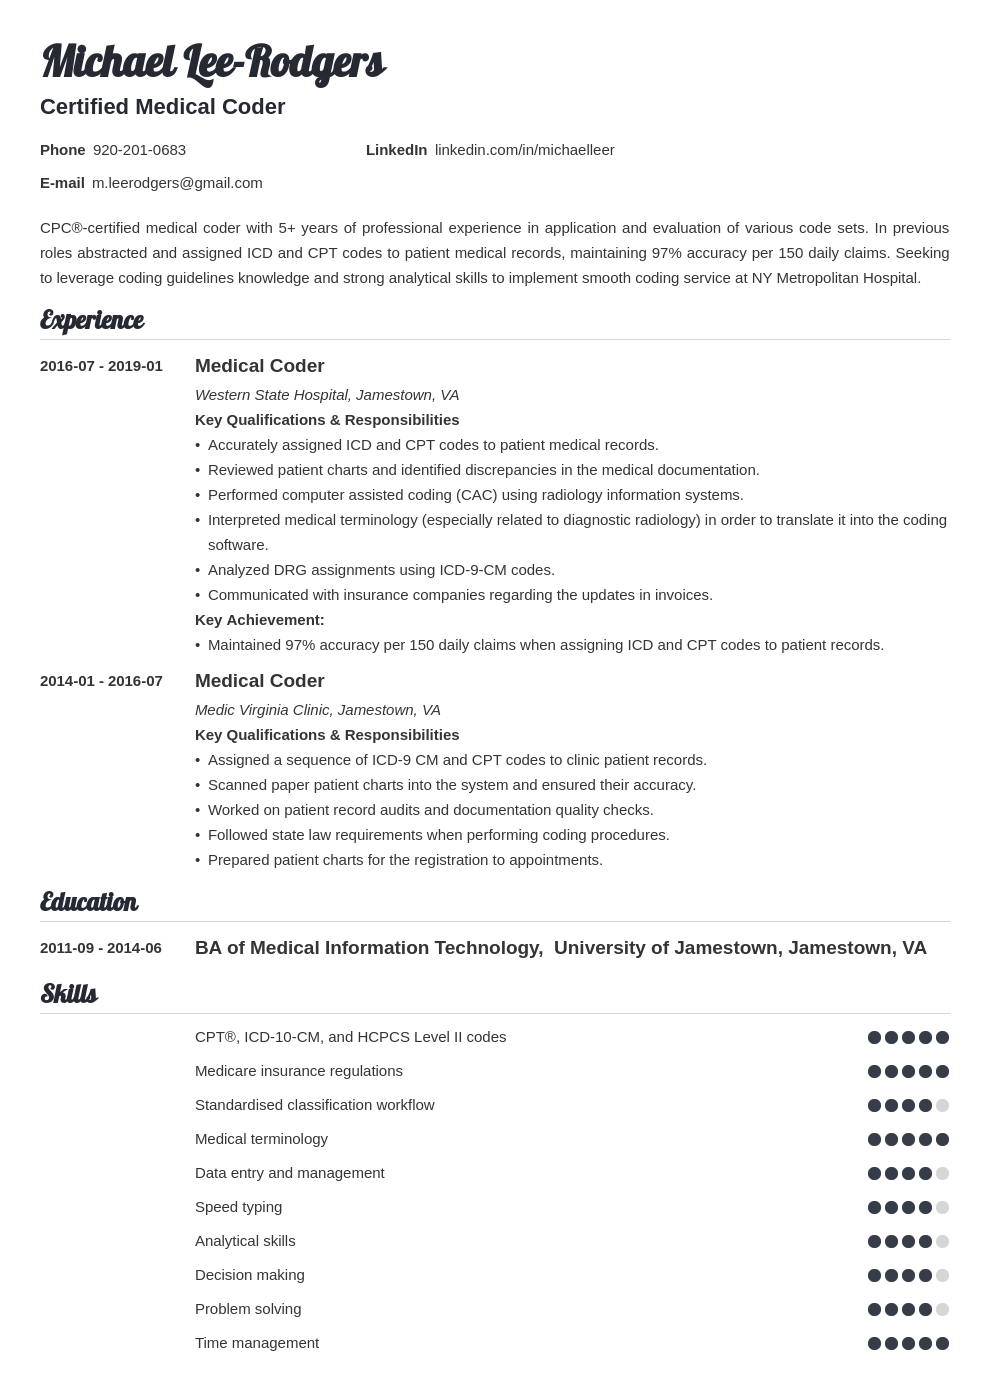 Michael Lee-Rodgers
Certified Medical Coder
Phone 920-201-0683
LinkedIn linkedin.com/in/michaelleer
E-mail m.leerodgers@gmail.com
CPC®-certified medical coder with 5+ years of professional experience in application and evaluation of various code sets. In previous
roles abstracted and assigned ICD and CPT codes to patient medical records, maintaining 97% accuracy per 150 daily claims. Seeking
to leverage coding guidelines knowledge and strong analytical skills to implement smooth coding service at NY Metropolitan Hospital.
Experience
2016-07 - 2019-01
Medical Coder
Western State Hospital, Jamestown, VA
Key Qualifications & Responsibilities
• Accurately assigned ICD and CPT codes to patient medical records.
• Reviewed patient charts and identified discrepancies in the medical documentation.
• Performed computer assisted coding (CAC) using radiology information systems.
• Interpreted medical terminology (especially related to diagnostic radiology) in order to translate it into the coding
software.
• Analyzed DRG assignments using ICD-9-CM codes.
• Communicated with insurance companies regarding the updates in invoices.
Key Achievement:
• Maintained 97% accuracy per 150 daily claims when assigning ICD and CPT codes to patient records.
2014-01 - 2016-07
Medical Coder
Medic Virginia Clinic, Jamestown, VA
Key Qualifications & Responsibilities
• Assigned a sequence of ICD-9 CM and CPT codes to clinic patient records.
• Scanned paper patient charts into the system and ensured their accuracy.
• Worked on patient record audits and documentation quality checks.
• Followed state law requirements when performing coding procedures.
• Prepared patient charts for the registration to appointments.
Education
2011-09 - 2014-06
BA of Medical Information Technology, University of Jamestown, Jamestown, VA
Skills
CPT®, ICD-10-CM, and HCPCS Level II codes
Medicare insurance regulations
Standardised classification workflow
Medical terminology
Data entry and management
Speed typing
Analytical skills
Decision making
Problem solving
Time management